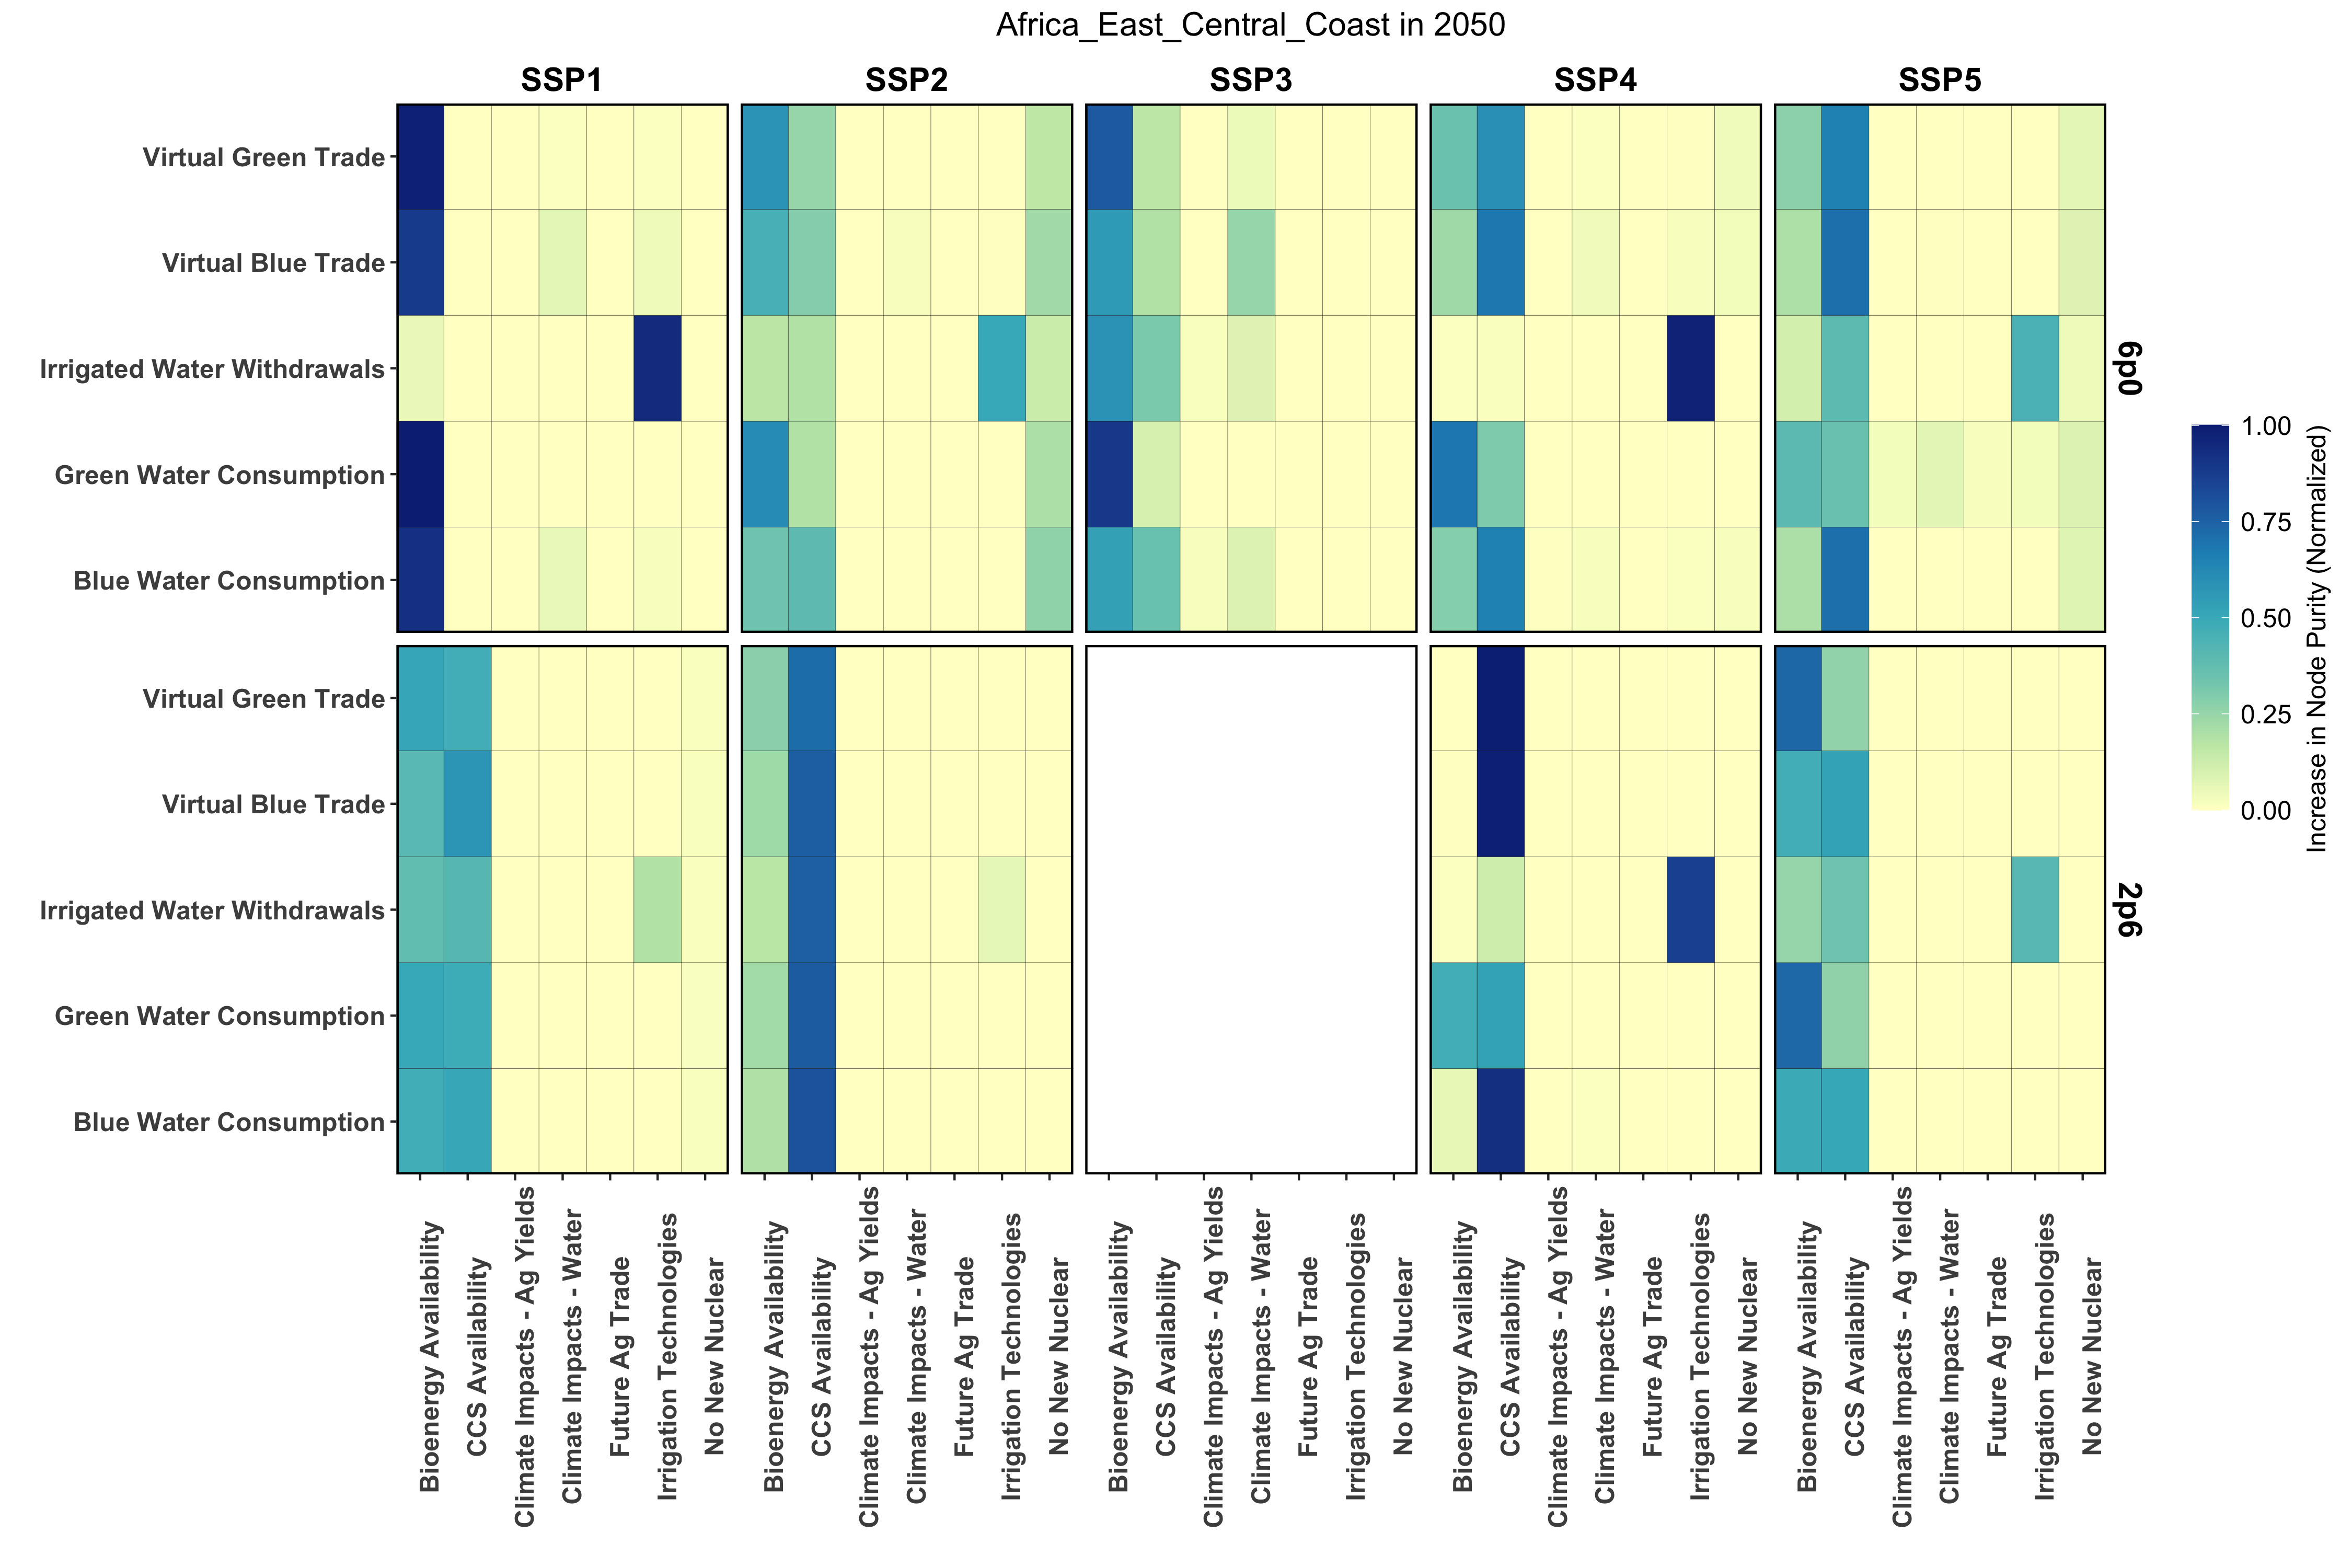 Africa_East_Central_Coast in 2050
SSP1
SSP2
SSP3
SSP4
SSP5
Virtual Green Trade
Virtual Blue Trade
Irrigated Water Withdrawals
Green Water Consumption
Blue Water Consumption
6p0
Virtual Green Trade
Virtual Blue Trade
Irrigated Water Withdrawals
Green Water Consumption
Blue Water Consumption
2p6
Bioenergy Availability
CCS Availability
Climate Impacts - Ag Yields
Climate Impacts - Water
Future Ag Trade
Irrigation Technologies
No New Nuclear
Bioenergy Availability
CCS Availability
Climate Impacts - Ag Yields
Climate Impacts - Water
Future Ag Trade
Irrigation Technologies
No New Nuclear
Bioenergy Availability
CCS Availability
Climate Impacts - Ag Yields
Climate Impacts - Water
Future Ag Trade
Irrigation Technologies
No New Nuclear
Bioenergy Availability
CCS Availability
Climate Impacts - Ag Yields
Climate Impacts - Water
Future Ag Trade
Irrigation Technologies
No New Nuclear
Bioenergy Availability
CCS Availability
Climate Impacts - Ag Yields
Climate Impacts - Water
Future Ag Trade
Irrigation Technologies
No New Nuclear
1.00
0.75
0.50
0.25
0.00
Increase in Node Purity (Normalized)